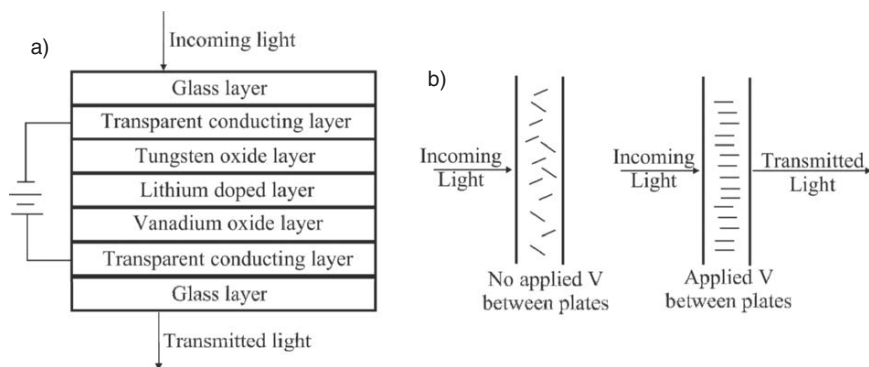 a)
Incoming light
Glass layer
Transparent conducting layer
Tungsten oxide layer
Lithium doped layer
Vanadium oxide layer
Transparent conducting layer
Glass layer
Transmitted light
b)
Incoming
Light
No applied V
between plates
Incoming
Light
Transmitted
Light
Applied V
between plates